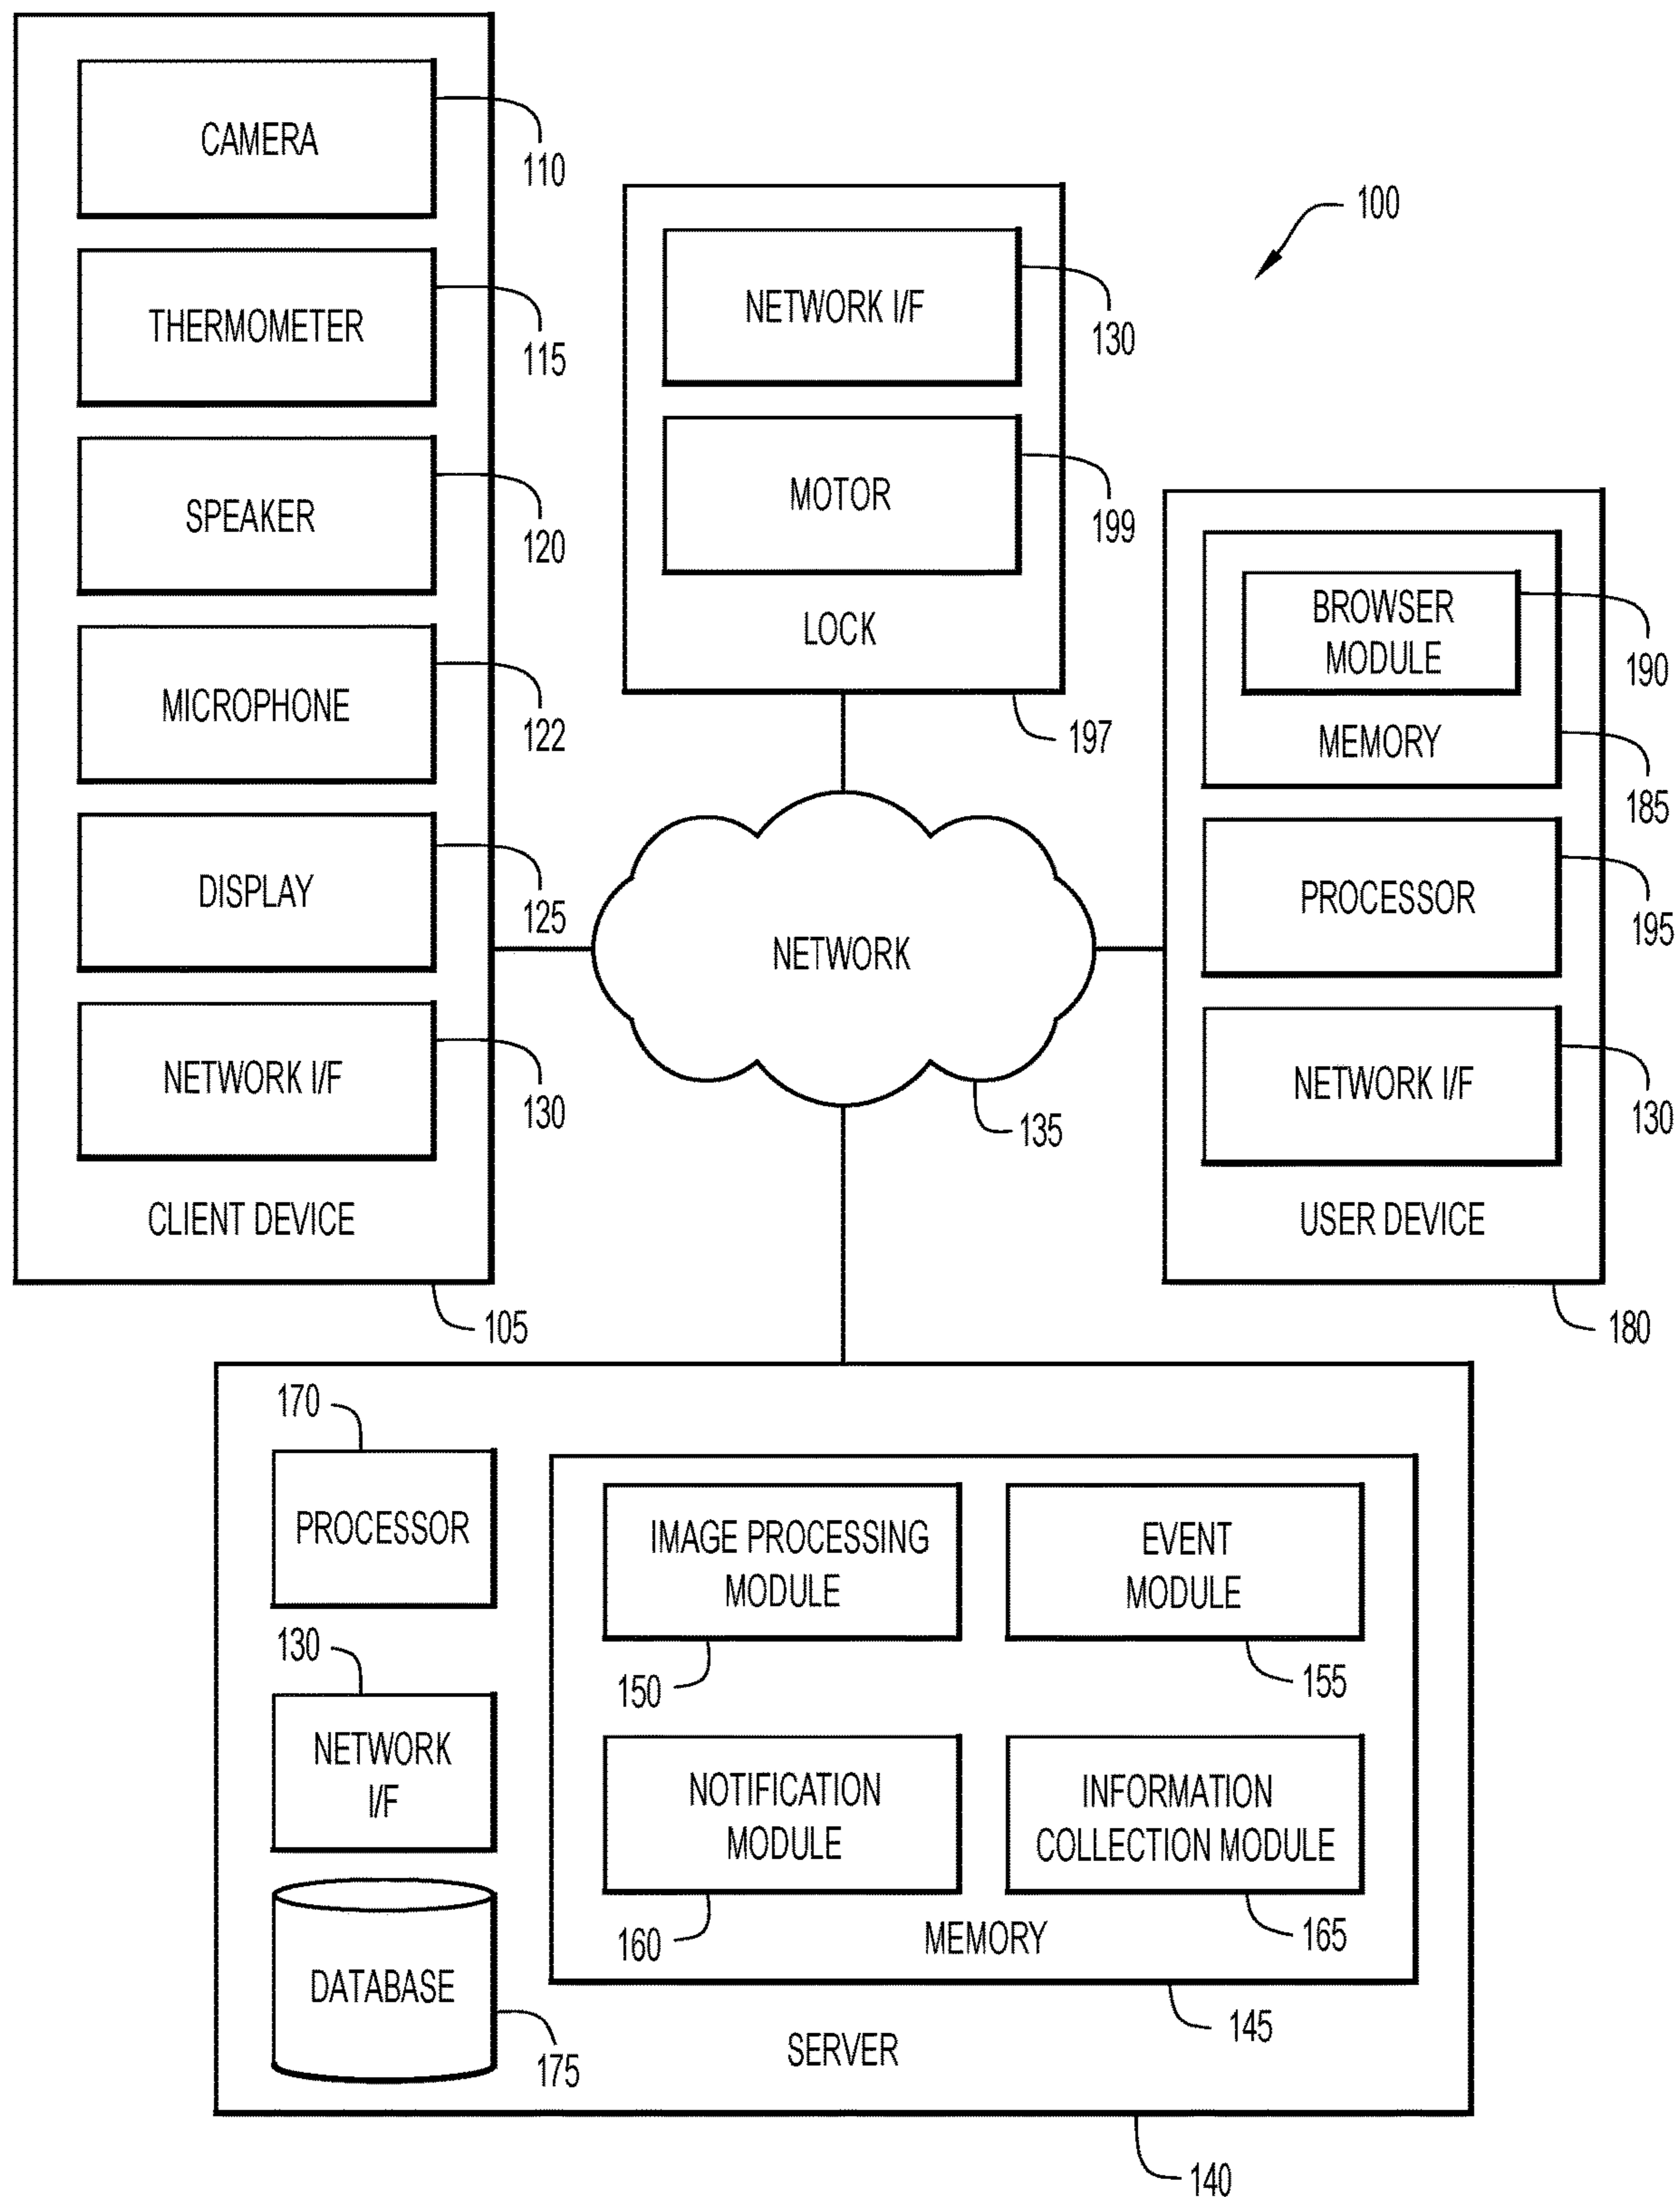 CAMERA
110
THERMOMETER
115
SPEAKER
120
MICROPHONE
122
DISPLAY
125
NETWORK I/F
130
CLIENT DEVICE
105
NETWORK I/F
130
MOTOR
199
LOCK
197
100
BROWSER
MODULE
190
MEMORY
185
PROCESSOR
195
NETWORK I/F
130
USER DEVICE
180
NETWORK
135
170
PROCESSOR
130
NETWORK
I/F
DATABASE
175
IMAGE PROCESSING
MODULE
150
EVENT
MODULE
155
NOTIFICATION
MODULE
160
INFORMATION
COLLECTION MODULE
165
MEMORY
145
SERVER
140